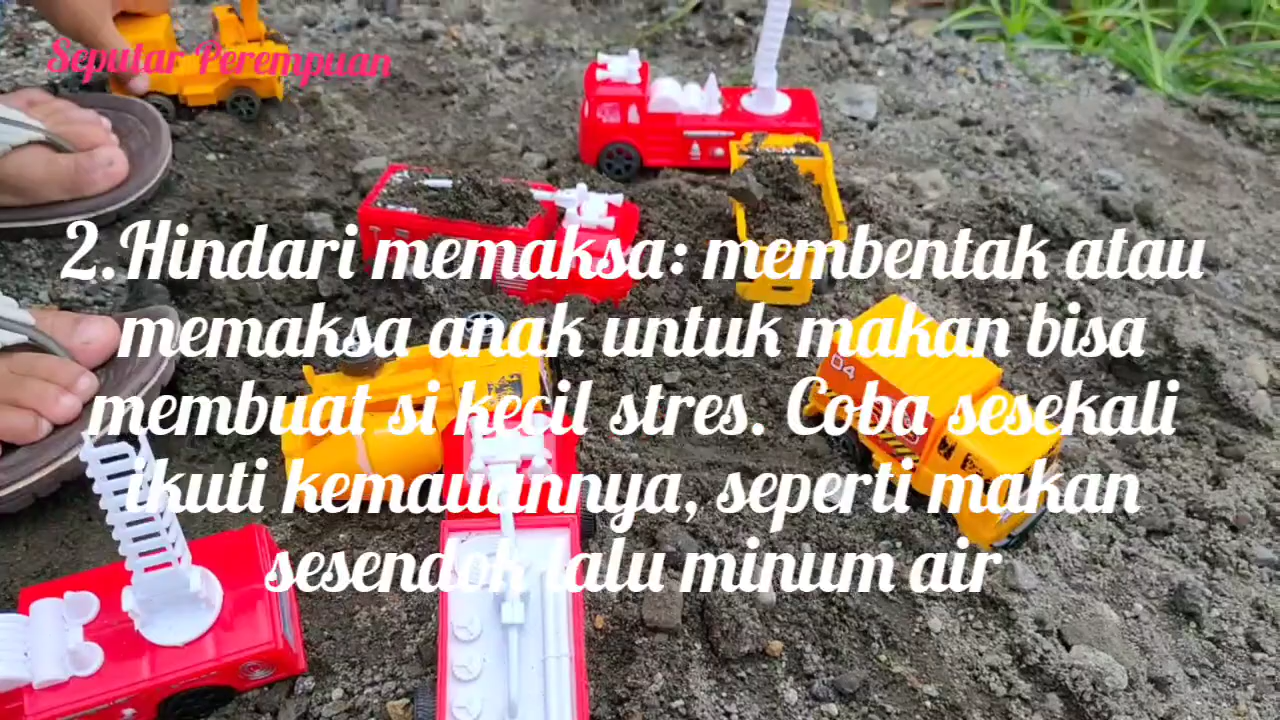 Seputar Perempuan
2.Hindari memaksa: membentak atau
memaksa anak untuk makan bisa
membuat si kecil stres. Coba sesekali
ikuti kemauannya, seperti makan
sesendok lalu minum air
04